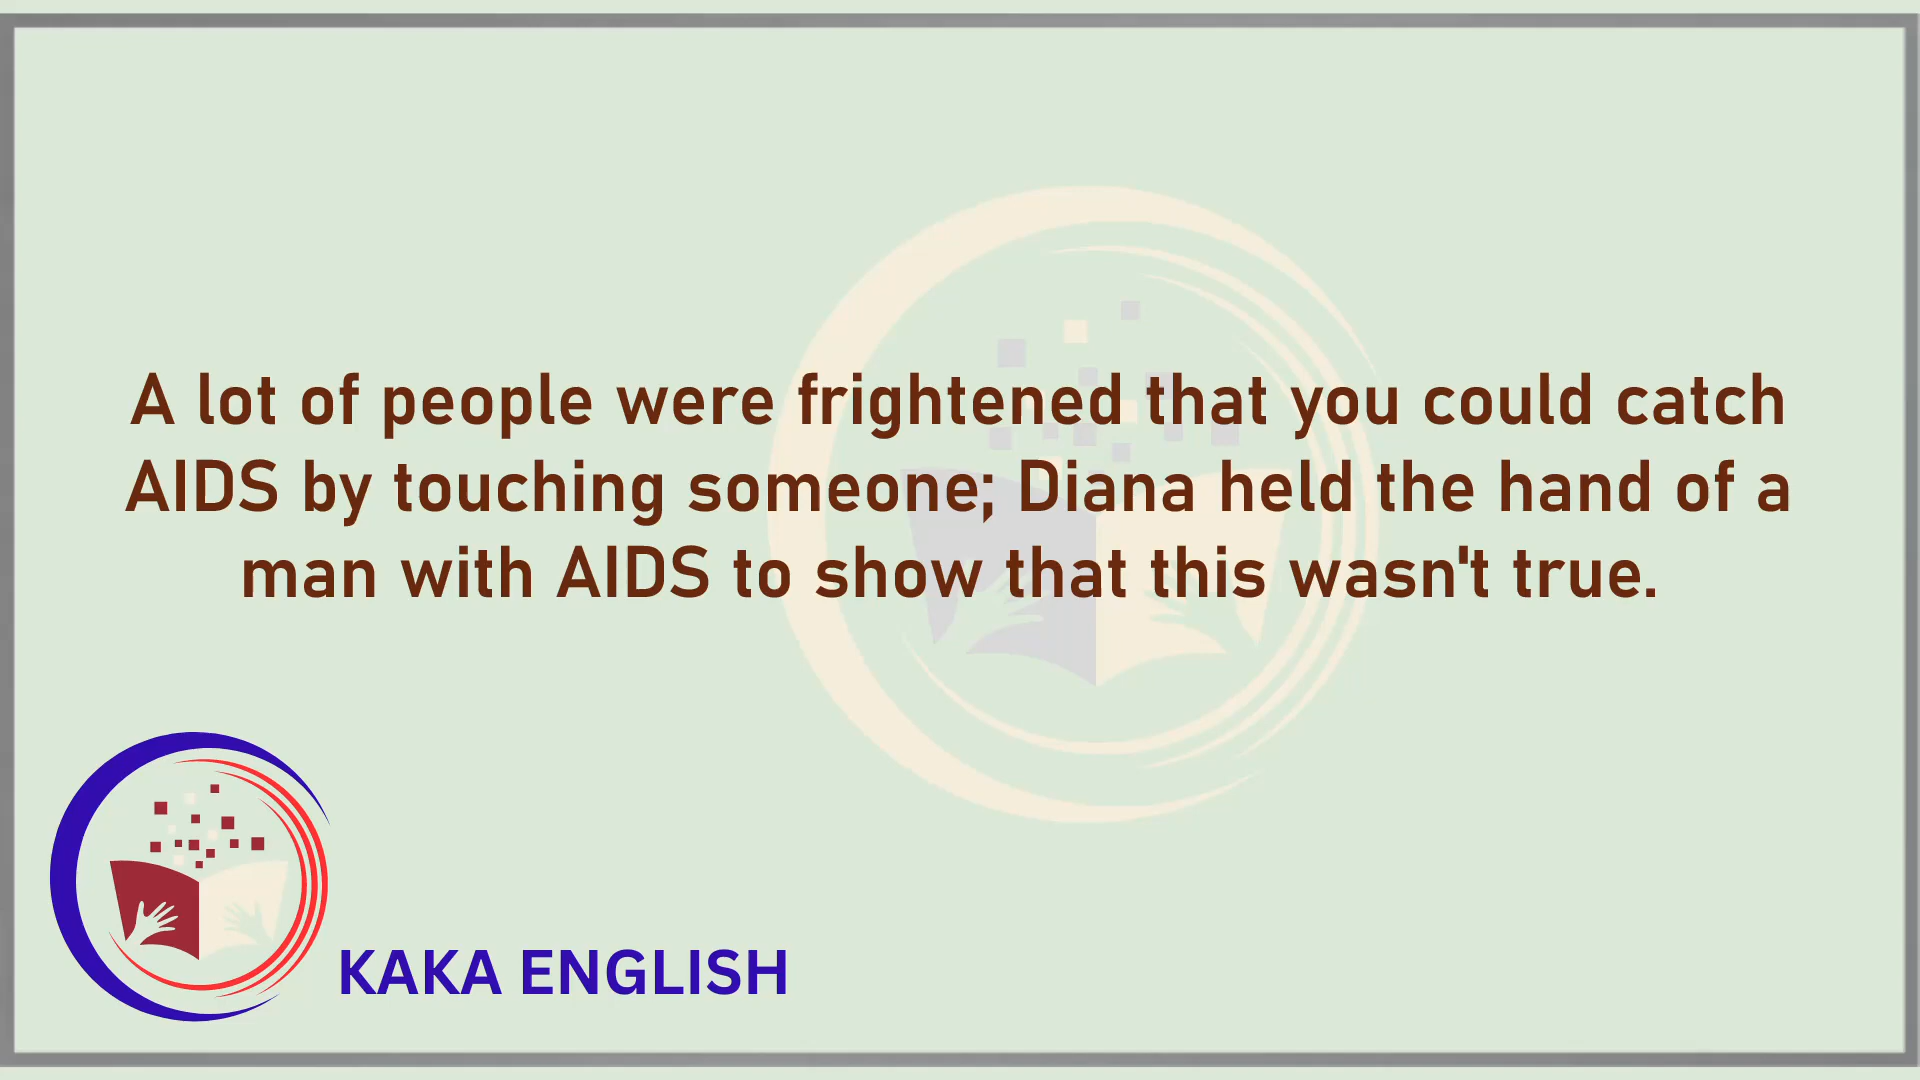 A lot of people were frightened that you could catch
AIDS by touching someone; Diana held the hand of a
man with AIDS to show that this wasn't true.
KAKA ENGLISH